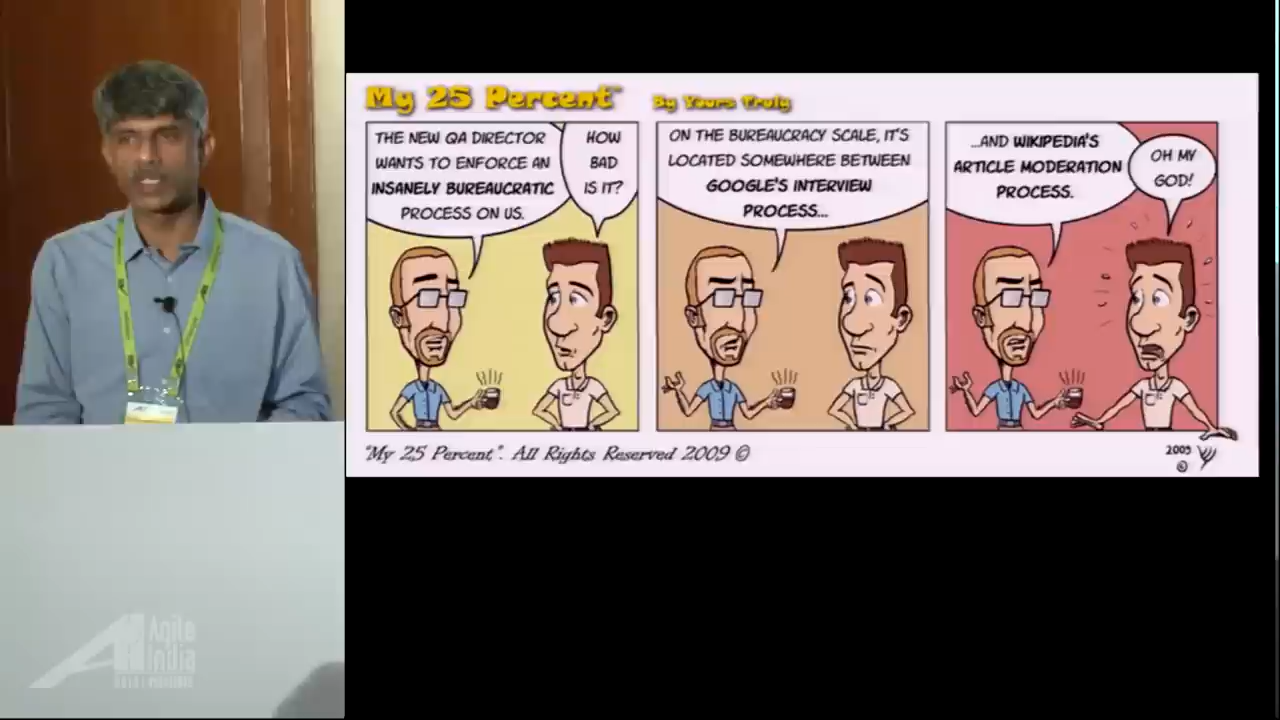 My 25 Percent™ By Yours Truly
THE NEW QA DIRECTOR
WANTS TO ENFORCE AN
INSANELY BUREAUCRATIC
PROCESS ON US.
HOW
BAD
IS IT?
ON THE BUREAUCRACY SCALE, IT'S
LOCATED SOMEWHERE BETWEEN
GOOGLE'S INTERVIEW
PROCESS...
...AND WIKIPEDIA'S
ARTICLE MODERATION
PROCESS.
OH MY
GOD!
"My 25 Percent". All Rights Reserved 2009 ©
2009
©
Agile
India